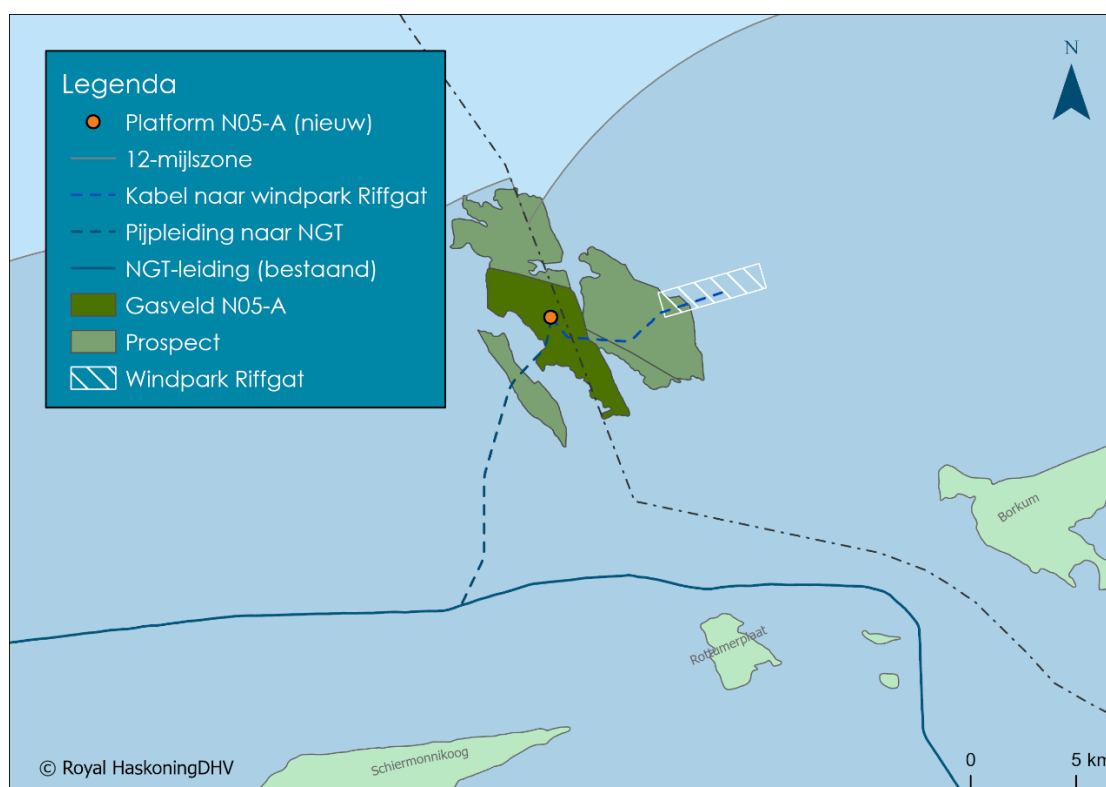 N
Legenda
Platform N05-A (nieuw)
12-mijlszone
Kabel naar windpark Riffgat
Pijpleiding naar NGT
NGT-leiding (bestaand)
Gasveld N05-A
Prospect
Windpark Riffgat
Borkum
Rottumerplaat
Schiermonnikoog
© Royal HaskoningDHV
0 5 km